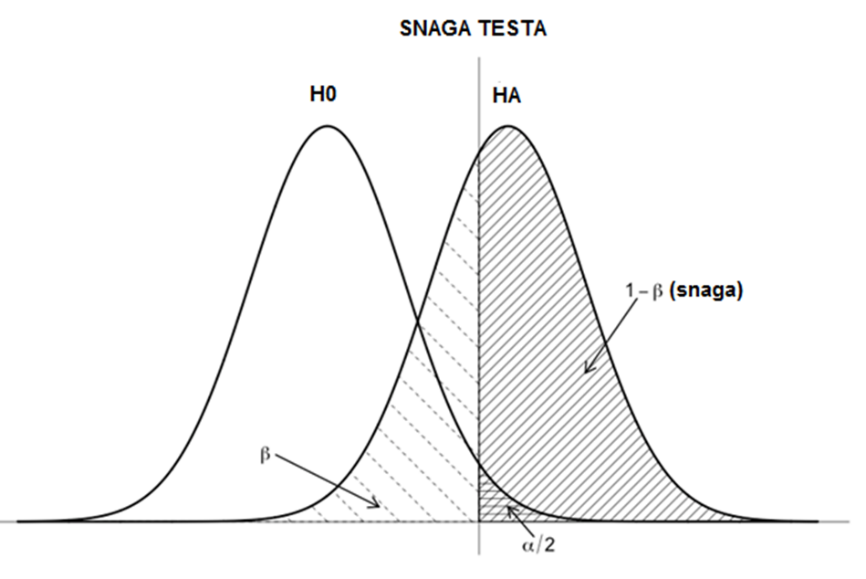 SNAGA TESTA
H0
HA
1−β (snaga)
β
α/2